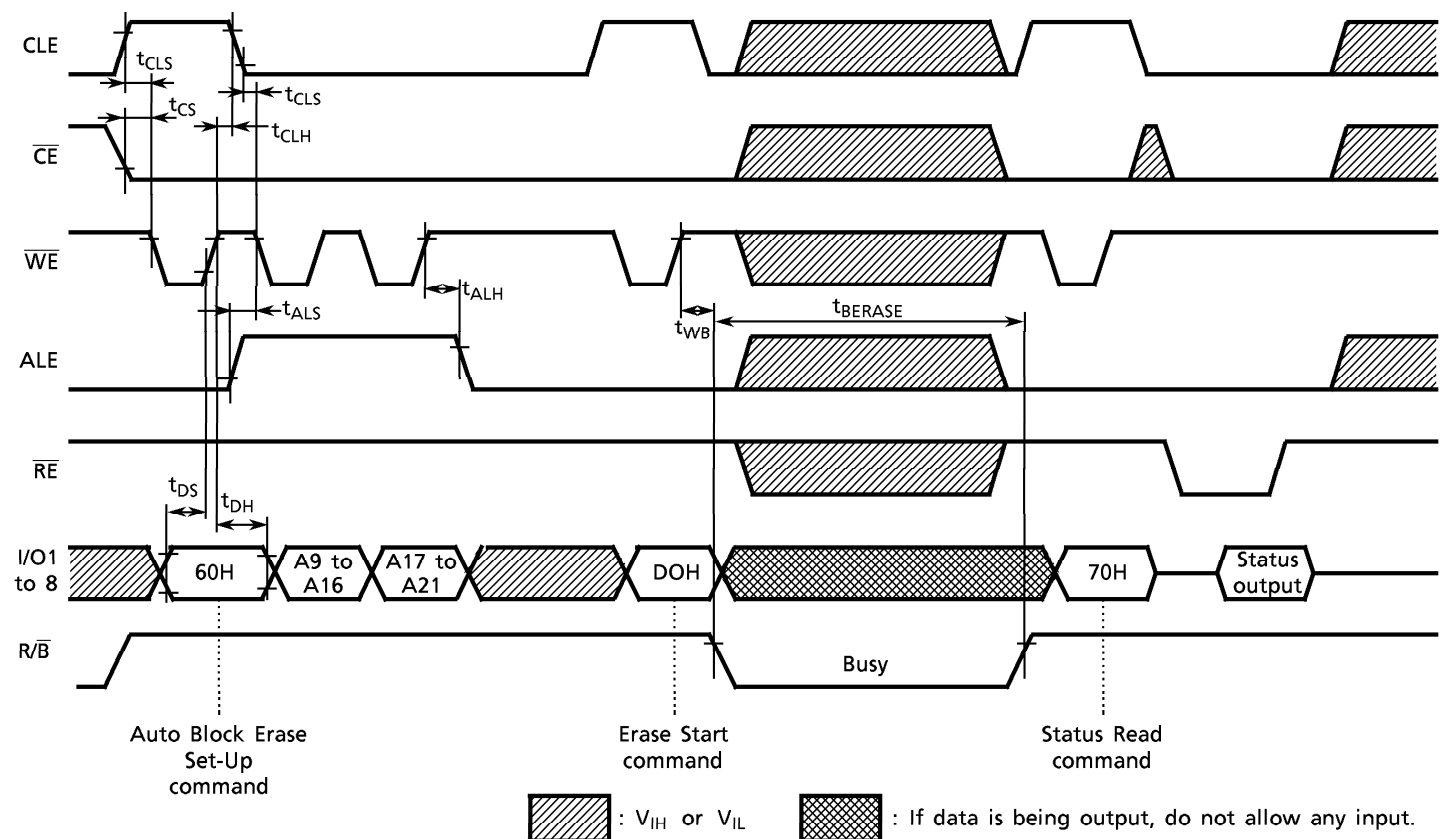 CLE
tCLS
tCLS
tCS
tCLH
CE
WE
tALH
tALS
tWB
tBERASE
ALE
RE
tDS
tDH
I/O1
to 8
60H
A9 to
A16
A17 to
A21
DOH
70H
Status
output
R/B
Busy
Auto Block Erase
Set-Up
command
Erase Start
command
Status Read
command
: VIH or VIL
: If data is being output, do not allow any input.